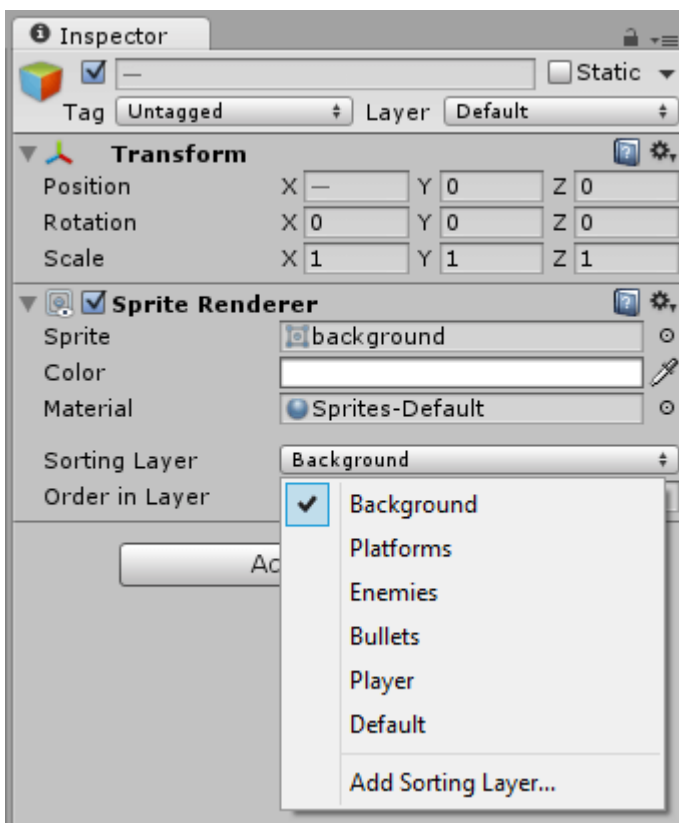 Inspector
— Static
Tag Untagged Layer Default
Transform
Position X — Y 0 Z 0
Rotation X 0 Y 0 Z 0
Scale X 1 Y 1 Z 1
Sprite Renderer
Sprite background
Color
Material Sprites-Default
Sorting Layer Background
Order in Layer
Background
Platforms
Enemies
Bullets
Player
Default
Add Sorting Layer...